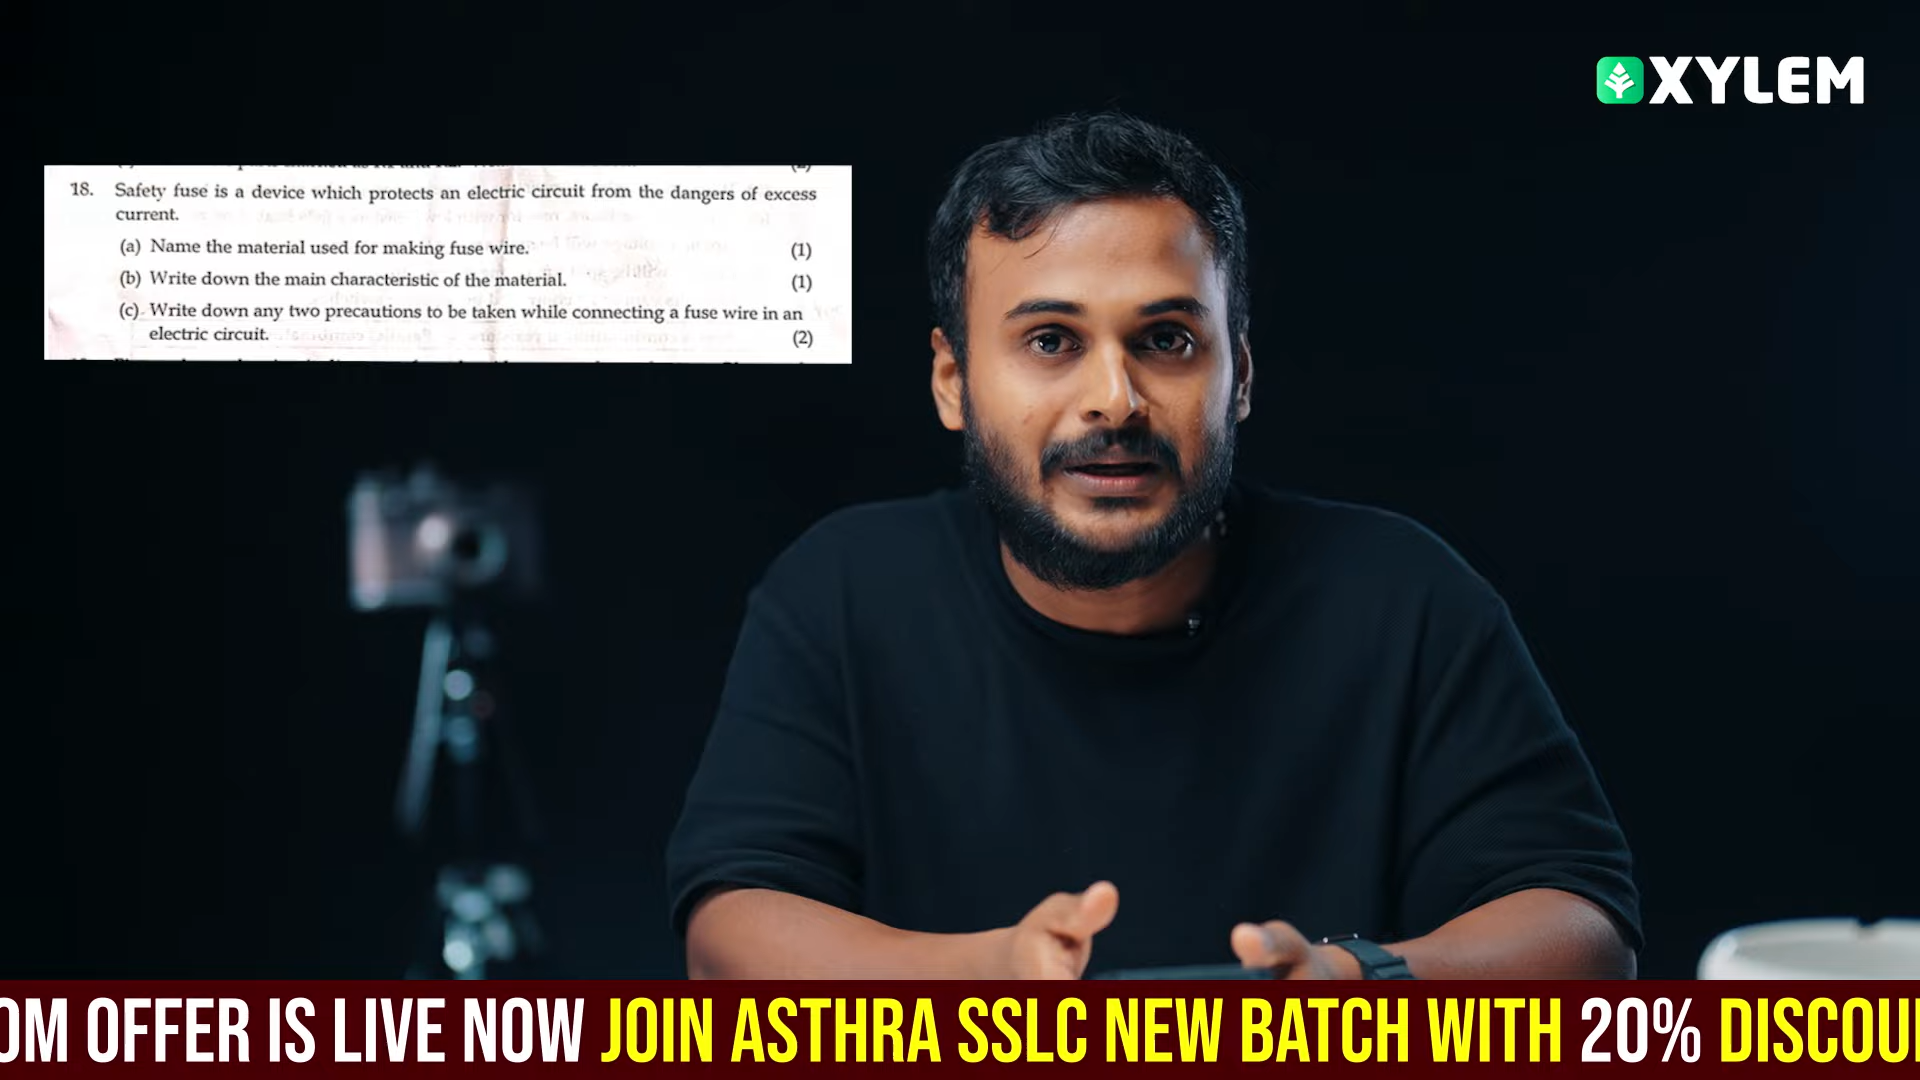 XYLEM
18. Safety fuse is a device which protects an electric circuit from the dangers of excess
current.
(a) Name the material used for making fuse wire. (1)
(b) Write down the main characteristic of the material. (1)
(c) Write down any two precautions to be taken while connecting a fuse wire in an
electric circuit. (2)
OM OFFER IS LIVE NOW JOIN ASTHRA SSLC NEW BATCH WITH 20% DISCOU